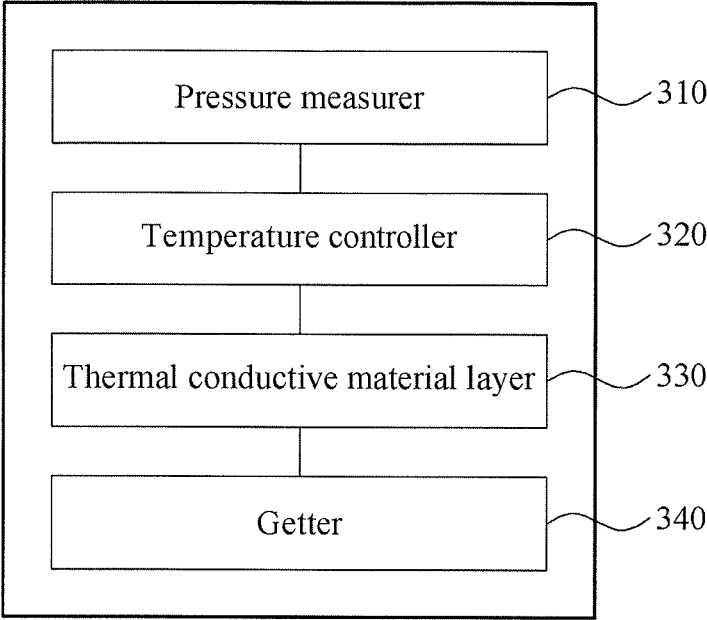 Pressure measurer 310
Temperature controller 320
Thermal conductive material layer 330
Getter 340